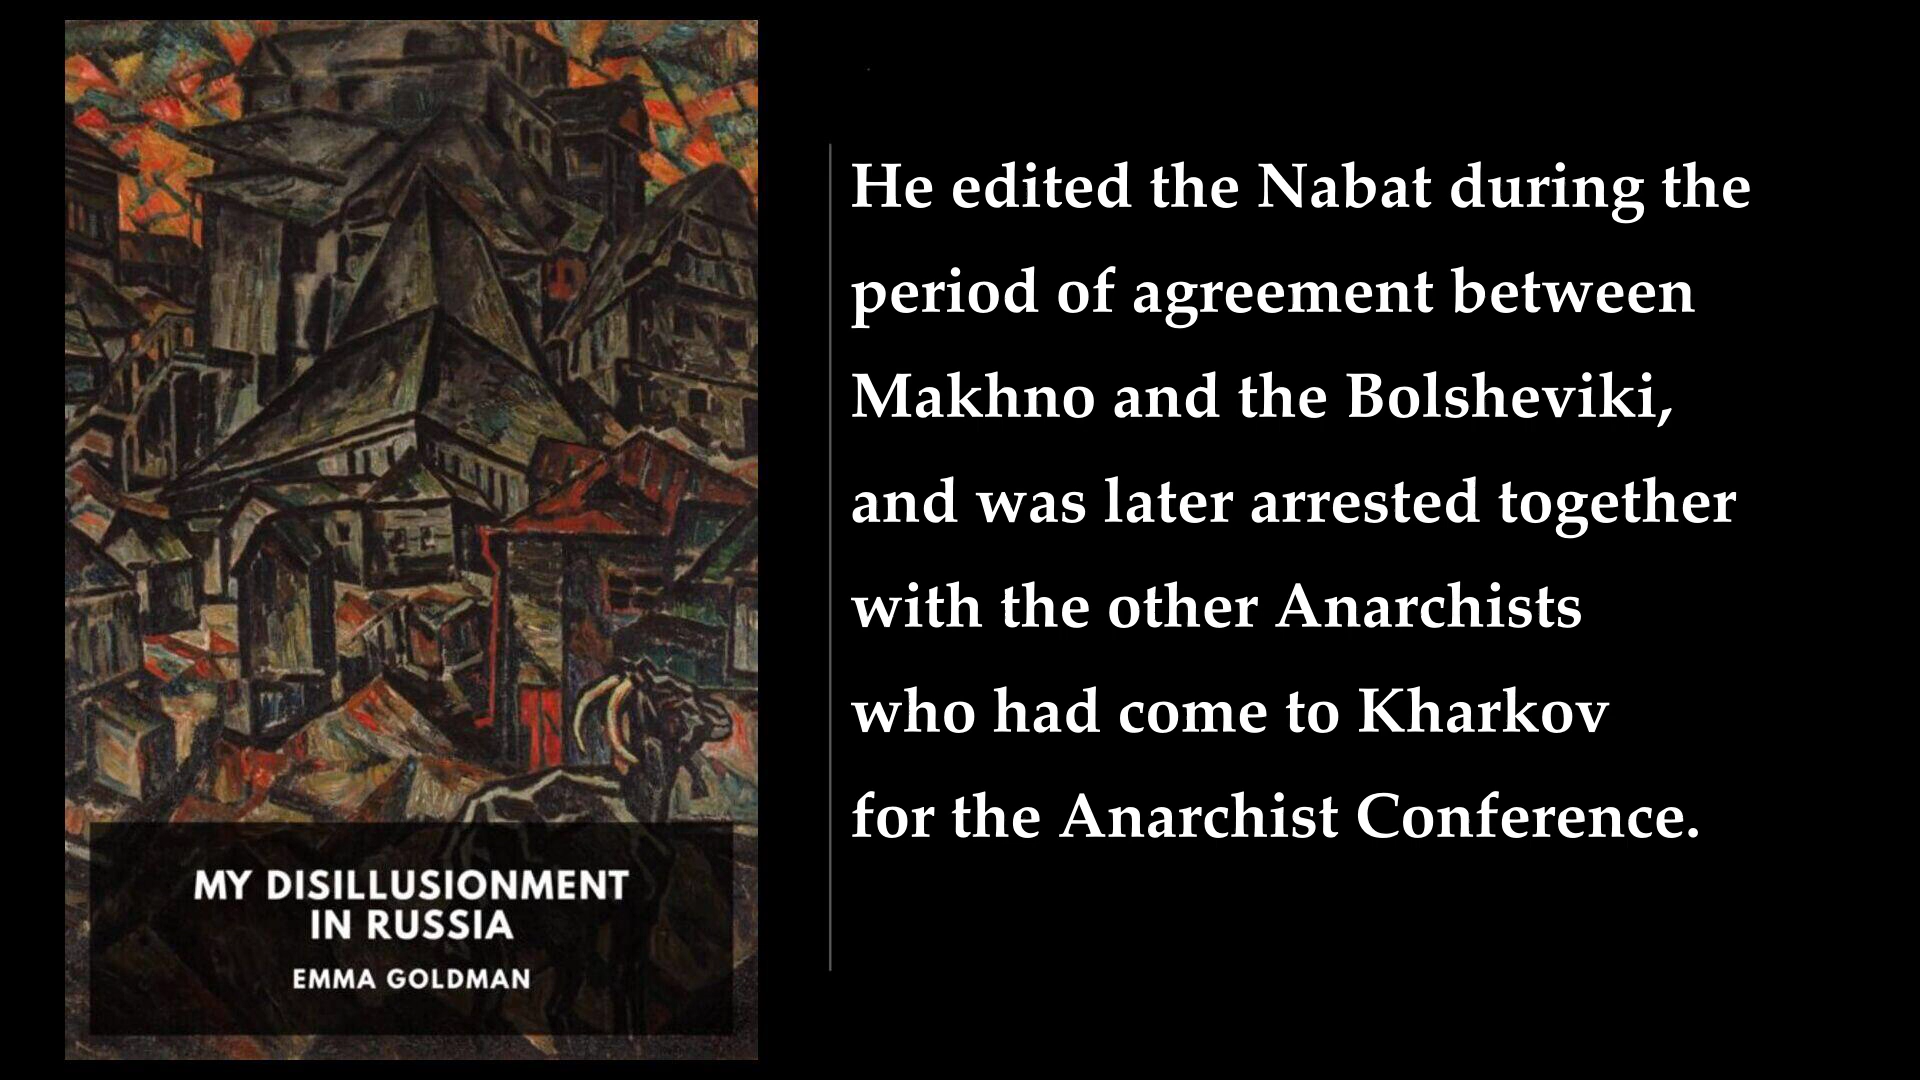 MY DISILLUSIONMENT
IN RUSSIA
EMMA GOLDMAN
He edited the Nabat during the
period of agreement between
Makhno and the Bolsheviki,
and was later arrested together
with the other Anarchists
who had come to Kharkov
for the Anarchist Conference.